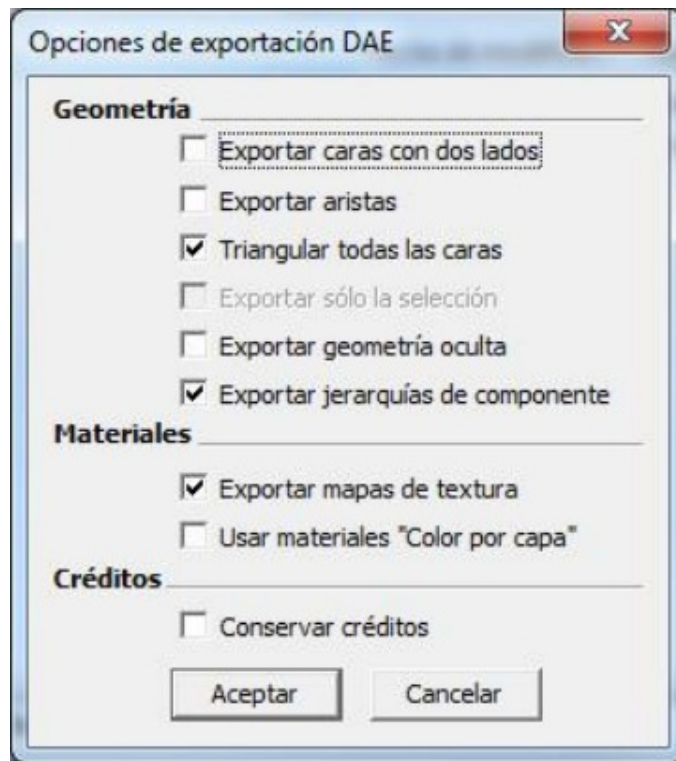 Opciones de exportación DAE
Geometría
Exportar caras con dos lados
Exportar aristas
Triangular todas las caras
Exportar sólo la selección
Exportar geometría oculta
Exportar jerarquías de componente
Materiales
Exportar mapas de textura
Usar materiales "Color por capa"
Créditos
Conservar créditos
Aceptar Cancelar